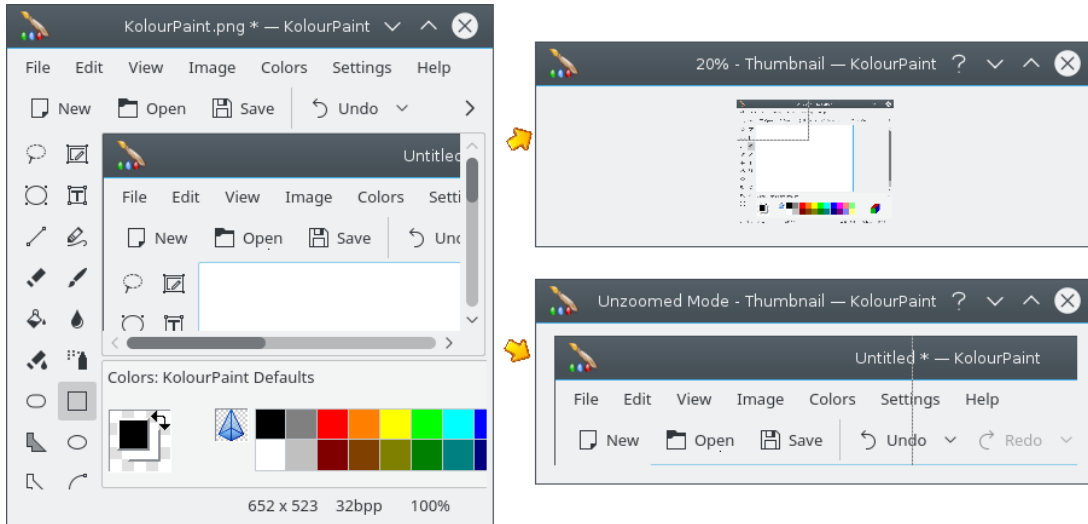 KolourPaint.png * — KolourPaint
File Edit View Image Colors Settings Help
New Open Save Undo
Untitled
File Edit View Image Colors Setti
New Open Save Und
T
T
Colors: KolourPaint Defaults
652 x 523 32bpp 100%
20% - Thumbnail — KolourPaint ?
Unzoomed Mode - Thumbnail — KolourPaint ?
Untitled * — KolourPaint
File Edit View Image Colors Settings Help
New Open Save Undo Redo